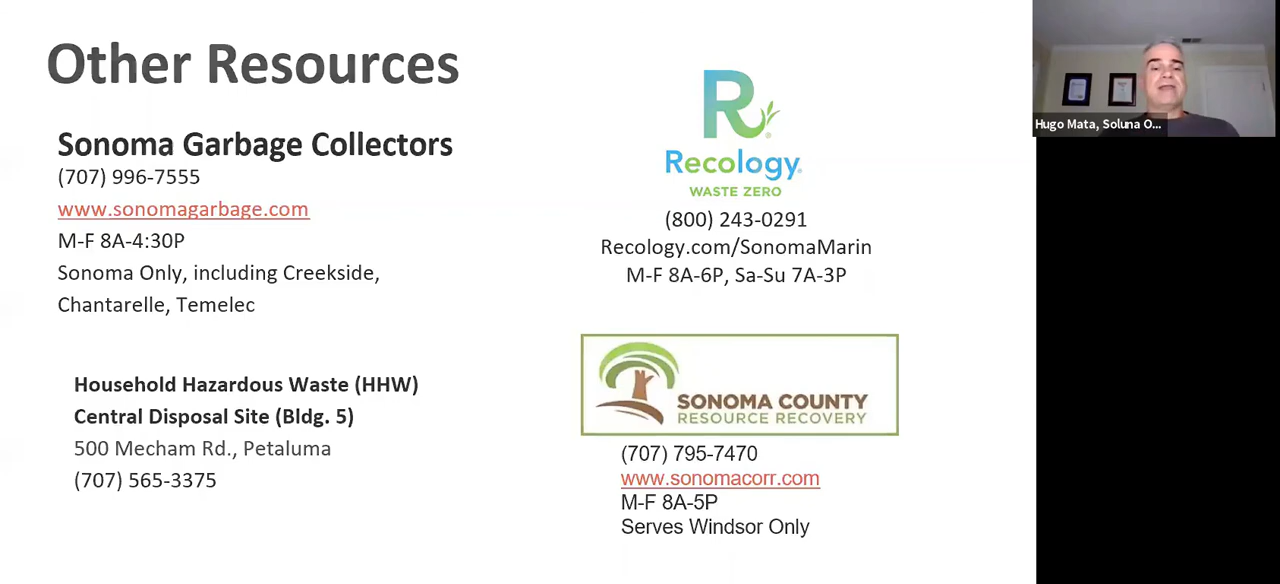 Other Resources
Sonoma Garbage Collectors
(707) 996-7555
www.sonomagarbage.com
M-F 8A-4:30P
Sonoma Only, including Creekside,
Chantarelle, Temelec
Household Hazardous Waste (HHW)
Central Disposal Site (Bldg. 5)
500 Mecham Rd., Petaluma
(707) 565-3375
R
Recology®
WASTE ZERO
(800) 243-0291
Recology.com/SonomaMarin
M-F 8A-6P, Sa-Su 7A-3P
SONOMA COUNTY
RESOURCE RECOVERY
(707) 795-7470
www.sonomacorr.com
M-F 8A-5P
Serves Windsor Only
Hugo Mata, Soluna O...